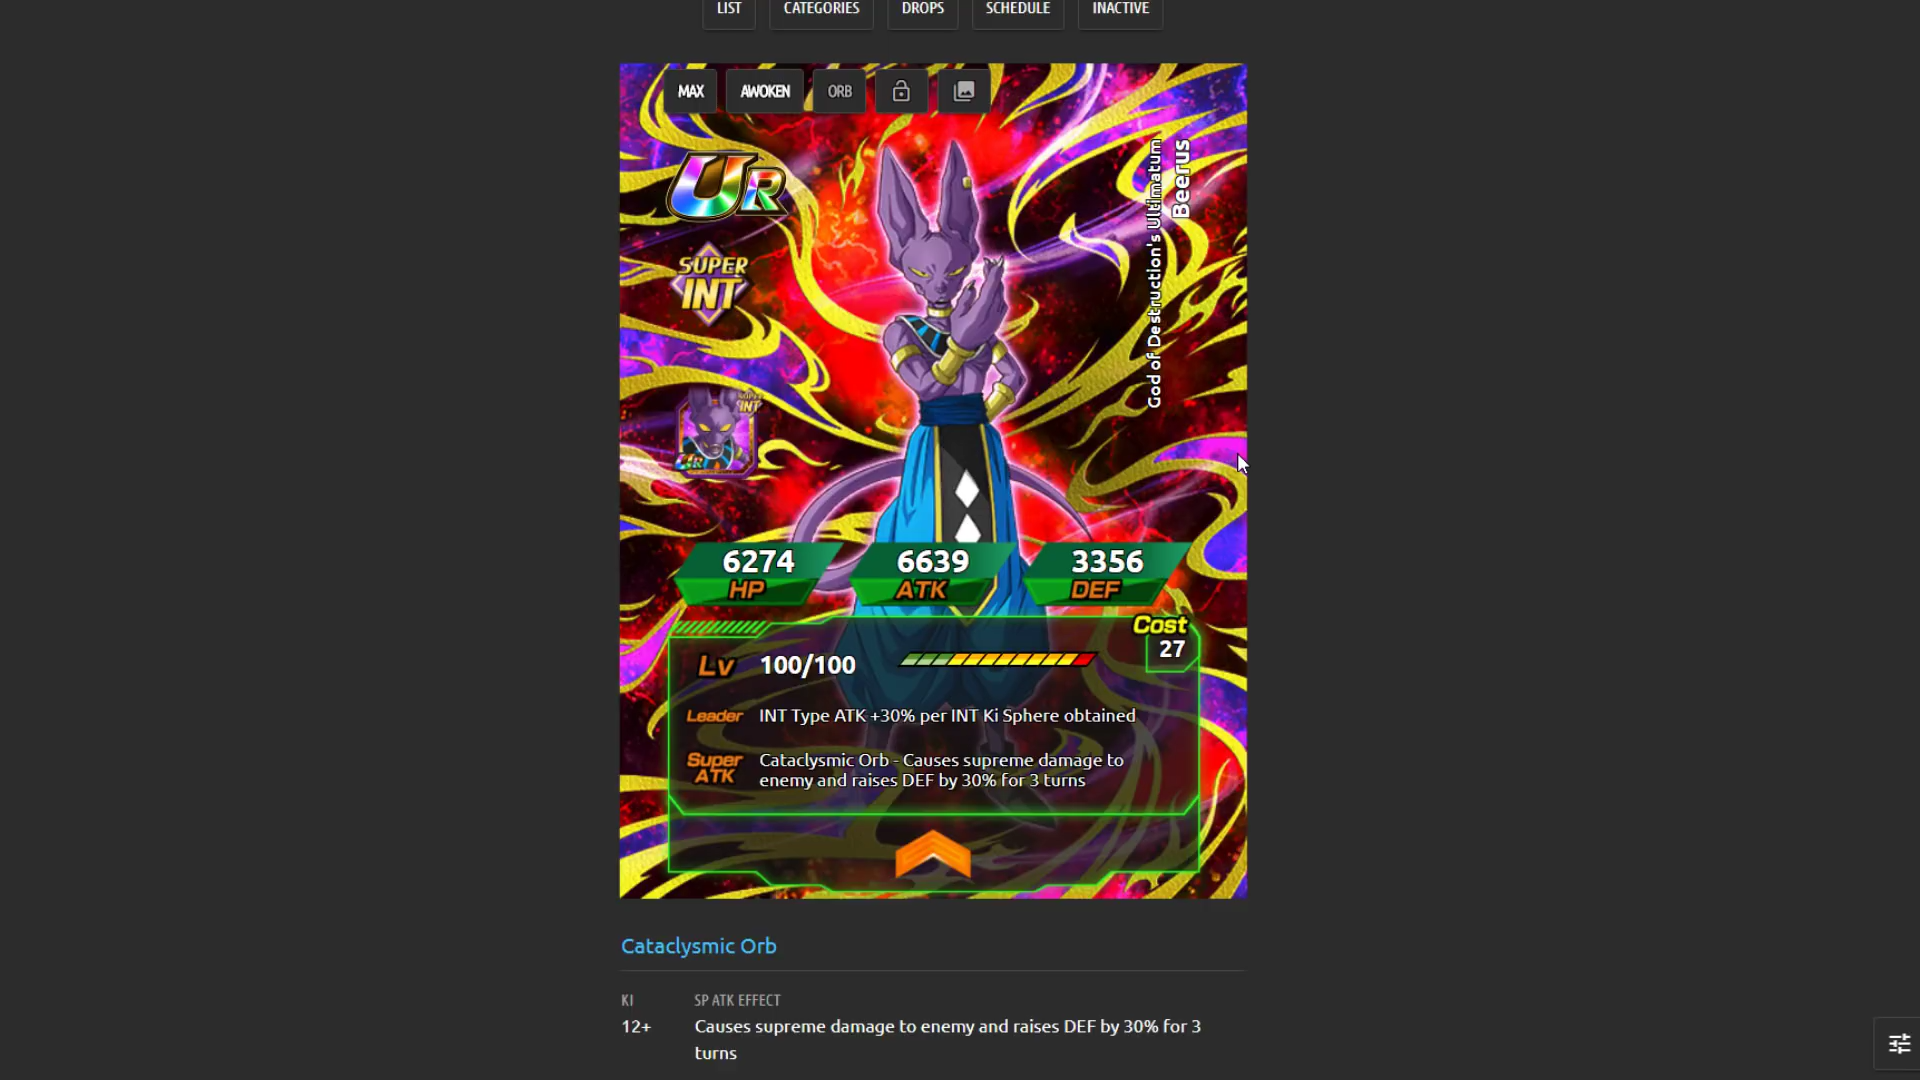 LIST CATEGORIES DROPS SCHEDULE INACTIVE
MAX AWOKEN ORB
UR
SUPER
INT
God of Destruction's Ultimatum
Beerus
SUPER
INT
UR
6274 6639 3356
HP ATK DEF
Cost
27
Lv 100/100
Leader INT Type ATK +30% per INT Ki Sphere obtained
Super
ATK
Cataclysmic Orb - Causes supreme damage to
enemy and raises DEF by 30% for 3 turns
Cataclysmic Orb
KI SP ATK EFFECT
12+ Causes supreme damage to enemy and raises DEF by 30% for 3
turns